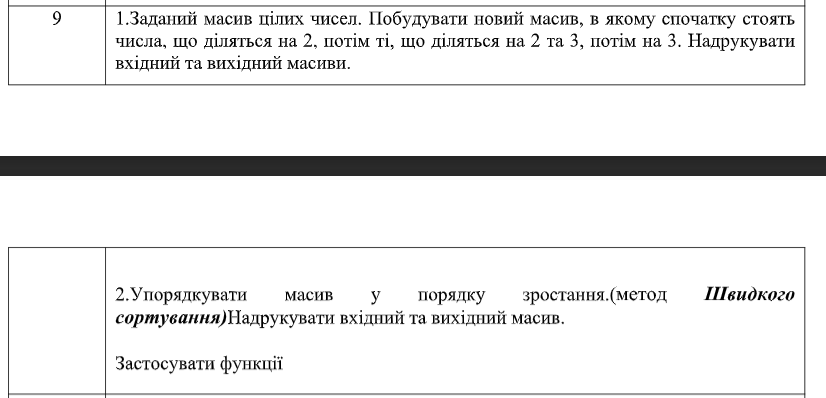 9
1.Заданий масив цілих чисел. Побудувати новий масив, в якому спочатку стоять
числа, що діляться на 2, потім ті, що діляться на 2 та 3, потім на 3. Надрукувати
вхідний та вихідний масиви.
2.Упорядкувати масив у порядку зростання.(метод Швидкого
сортування)Надрукувати вхідний та вихідний масив.
Застосувати функції